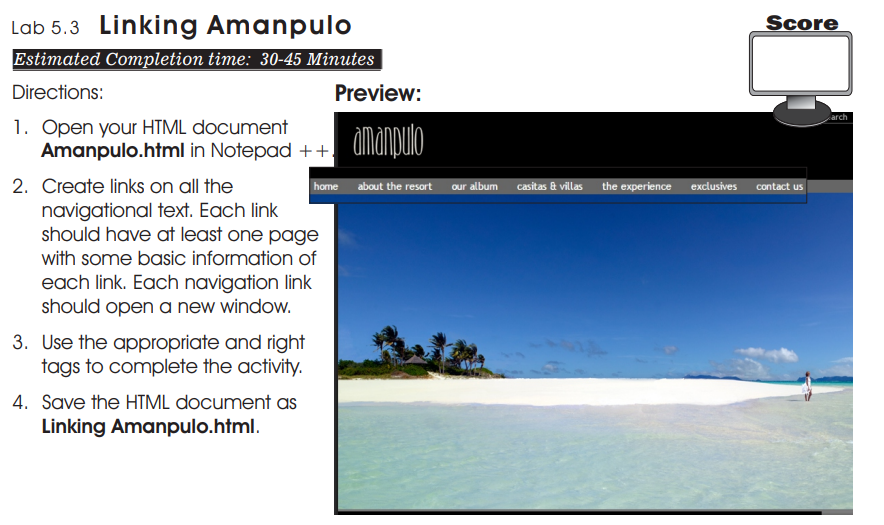 Lab 5.3 Linking Amanpulo
Score
Estimated Completion time: 30-45 Minutes
Directions:
1. Open your HTML document
Amanpulo.html in Notepad ++.
2. Create links on all the
navigational text. Each link
should have at least one page
with some basic information of
each link. Each navigation link
should open a new window.
3. Use the appropriate and right
tags to complete the activity.
4. Save the HTML document as
Linking Amanpulo.html.
Preview:
amanpulo
home about the resort our album casitas & villas the experience exclusives contact us